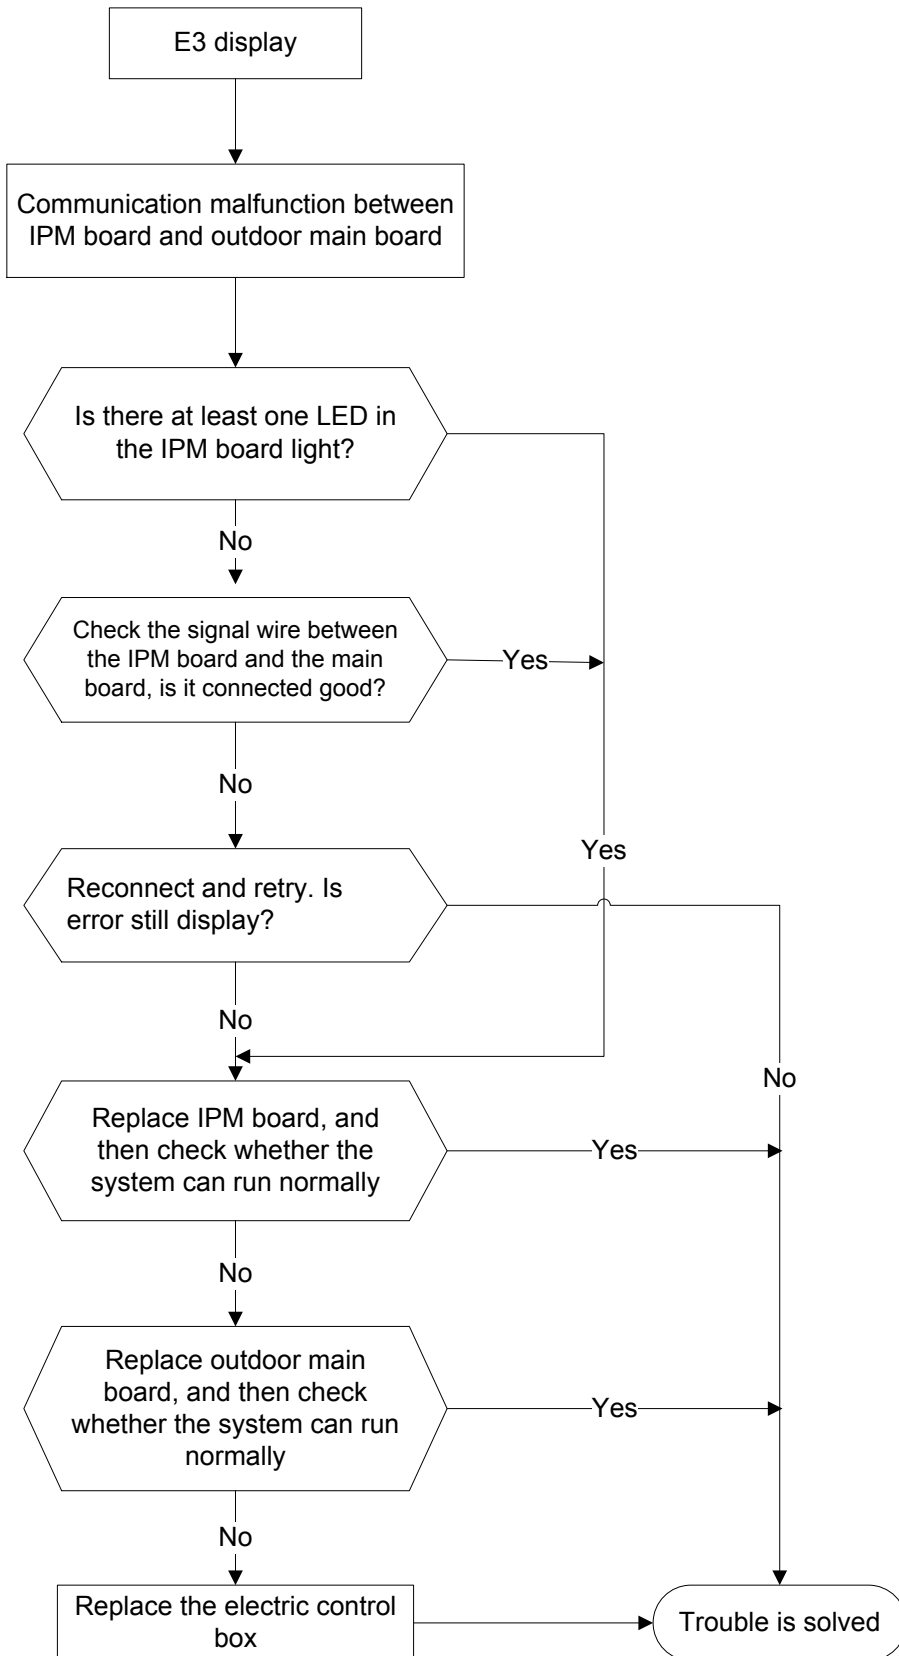 E3 display
Communication malfunction between
IPM board and outdoor main board
Is there at least one LED in
the IPM board light?
No
Check the signal wire between
the IPM board and the main
board, is it connected good?
Yes
No
Yes
Reconnect and retry. Is
error still display?
No
No
Replace IPM board, and
then check whether the
system can run normally
Yes
No
Replace outdoor main
board, and then check
whether the system can run
normally
Yes
No
Replace the electric control
box
Trouble is solved